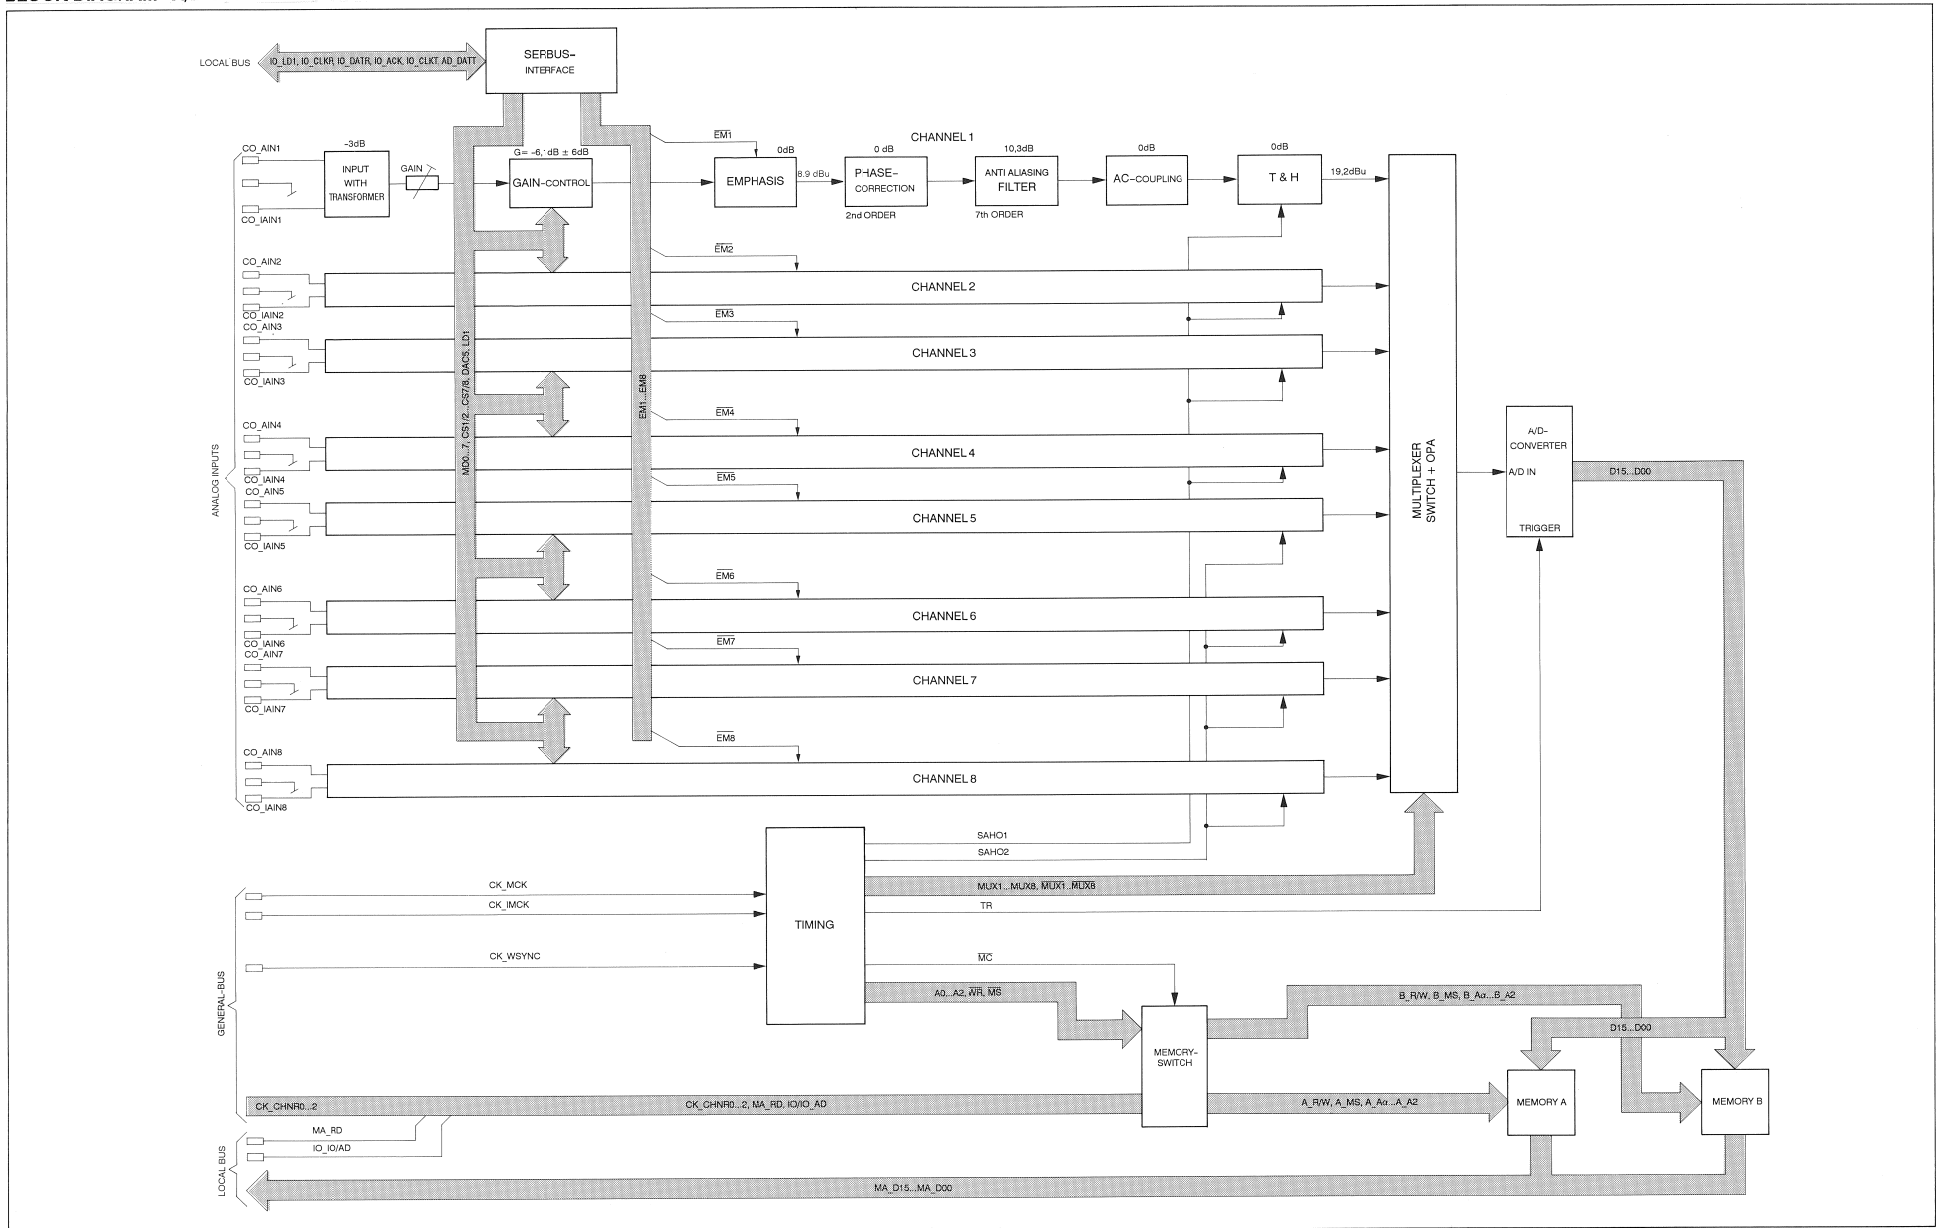 LOCAL BUS
IO_LD1, IO_CLKR, IO_DATR, IO_ACK, IO_CLKT AD_DATT
SERBUS-
INTERFACE
CHANNEL 1
CO_AIN1
CO_IAIN1
-3dB
INPUT
WITH
TRANSFORMER
GAIN
G= -6, dB ± 6dB
GAIN-CONTROL
EM1
0dB
EMPHASIS
8.9 dBu
0 dB
PHASE-
CORRECTION
2nd ORDER
10,3dB
ANTI ALIASING
FILTER
7th ORDER
0dB
AC-COUPLING
0dB
T & H
19,2dBu
CO_AIN2
CO_IAIN2
EM2
CHANNEL 2
CO_AIN3
CO_IAIN3
EM3
CHANNEL 3
CO_AIN4
CO_IAIN4
EM4
CHANNEL 4
CO_AIN5
CO_IAIN5
EM5
CHANNEL 5
CO_AIN6
CO_IAIN6
EM6
CHANNEL 6
CO_AIN7
CO_IAIN7
EM7
CHANNEL 7
CO_AIN8
CO_IAIN8
EM8
CHANNEL 8
ANALOG INPUTS
MD0...7, CS1/2...CS7/8, DACS, LD1
EM1...EM8
MULTIPLEXER
SWITCH + OPA
A/D-
CONVERTER
A/D IN
TRIGGER
D15...D00
SAHO1
SAHO2
MUX1...MUX8, MUX1...MUX8
TR
CK_MCK
CK_IMCK
CK_WSYNC
TIMING
MC
A0...A2, WR, MS
GENERAL-BUS
MEMORY-
SWITCH
B_R/W, B_MS, B_Aα...B_A2
D15...D00
CK_CHNR0...2
CK_CHNR0...2, MA_RD, IO/IO_AD
A_R/W, A_MS, A_Aα...A_A2
MEMORY A
MEMORY B
MA_RD
IO_IO/AD
LOCAL BUS
MA_D15...MA_D00